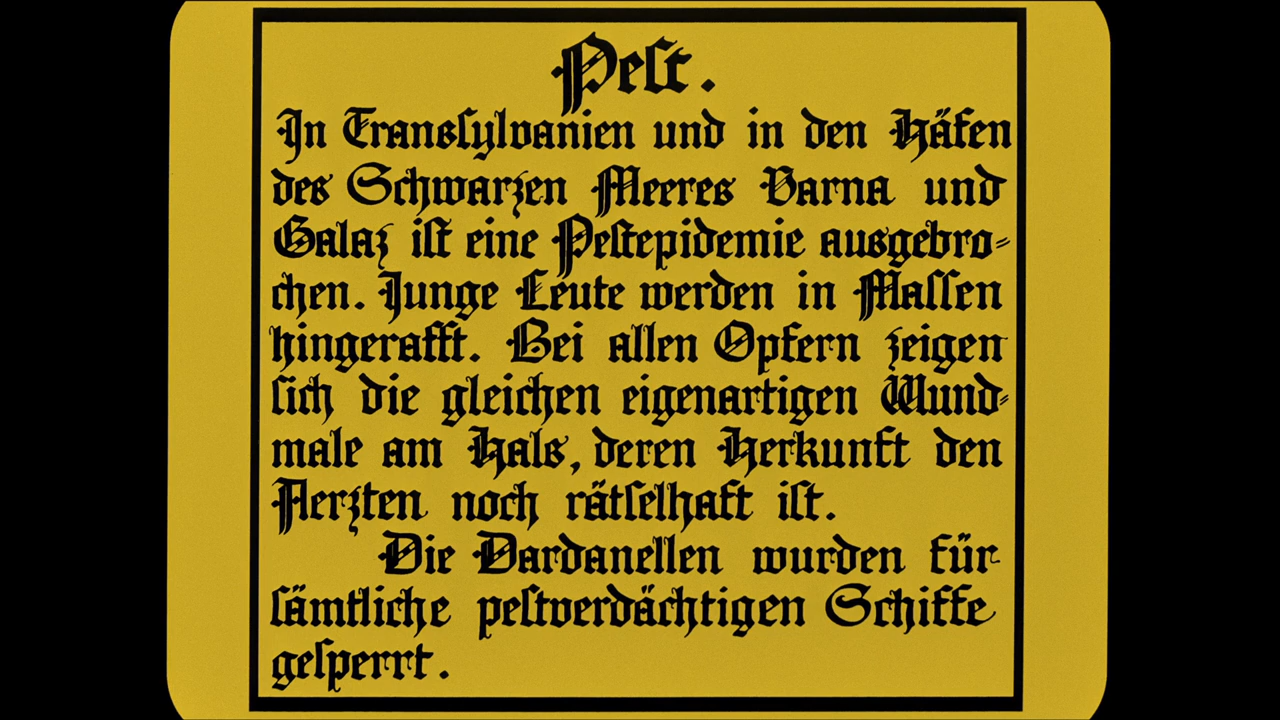 Pest.
In Transsylvanien und in den Häfen
des Schwarzen Meeres Varna und
Galaz ist eine Pestepidemie ausgebro-
chen. Junge Leute werden in Massen
hingerafft. Bei allen Opfern zeigen
sich die gleichen eigenartigen Wund-
male am Hals, deren Herkunft den
Aerzten noch rätselhaft ist.
Die Dardanellen wurden für
sämtliche pestverdächtigen Schiffe
gesperrt.